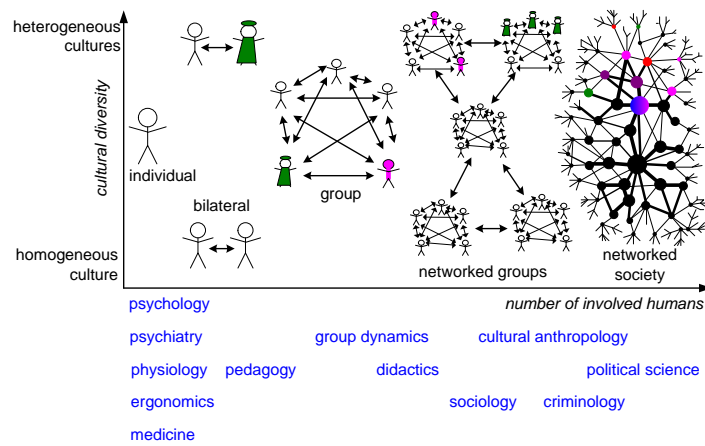 heterogeneous
cultures
cultural diversity
individual
bilateral
group
homogeneous
culture
networked groups
networked
society
number of involved humans
psychology
psychiatry
group dynamics
cultural anthropology
physiology
pedagogy
didactics
political science
ergonomics
sociology
criminology
medicine